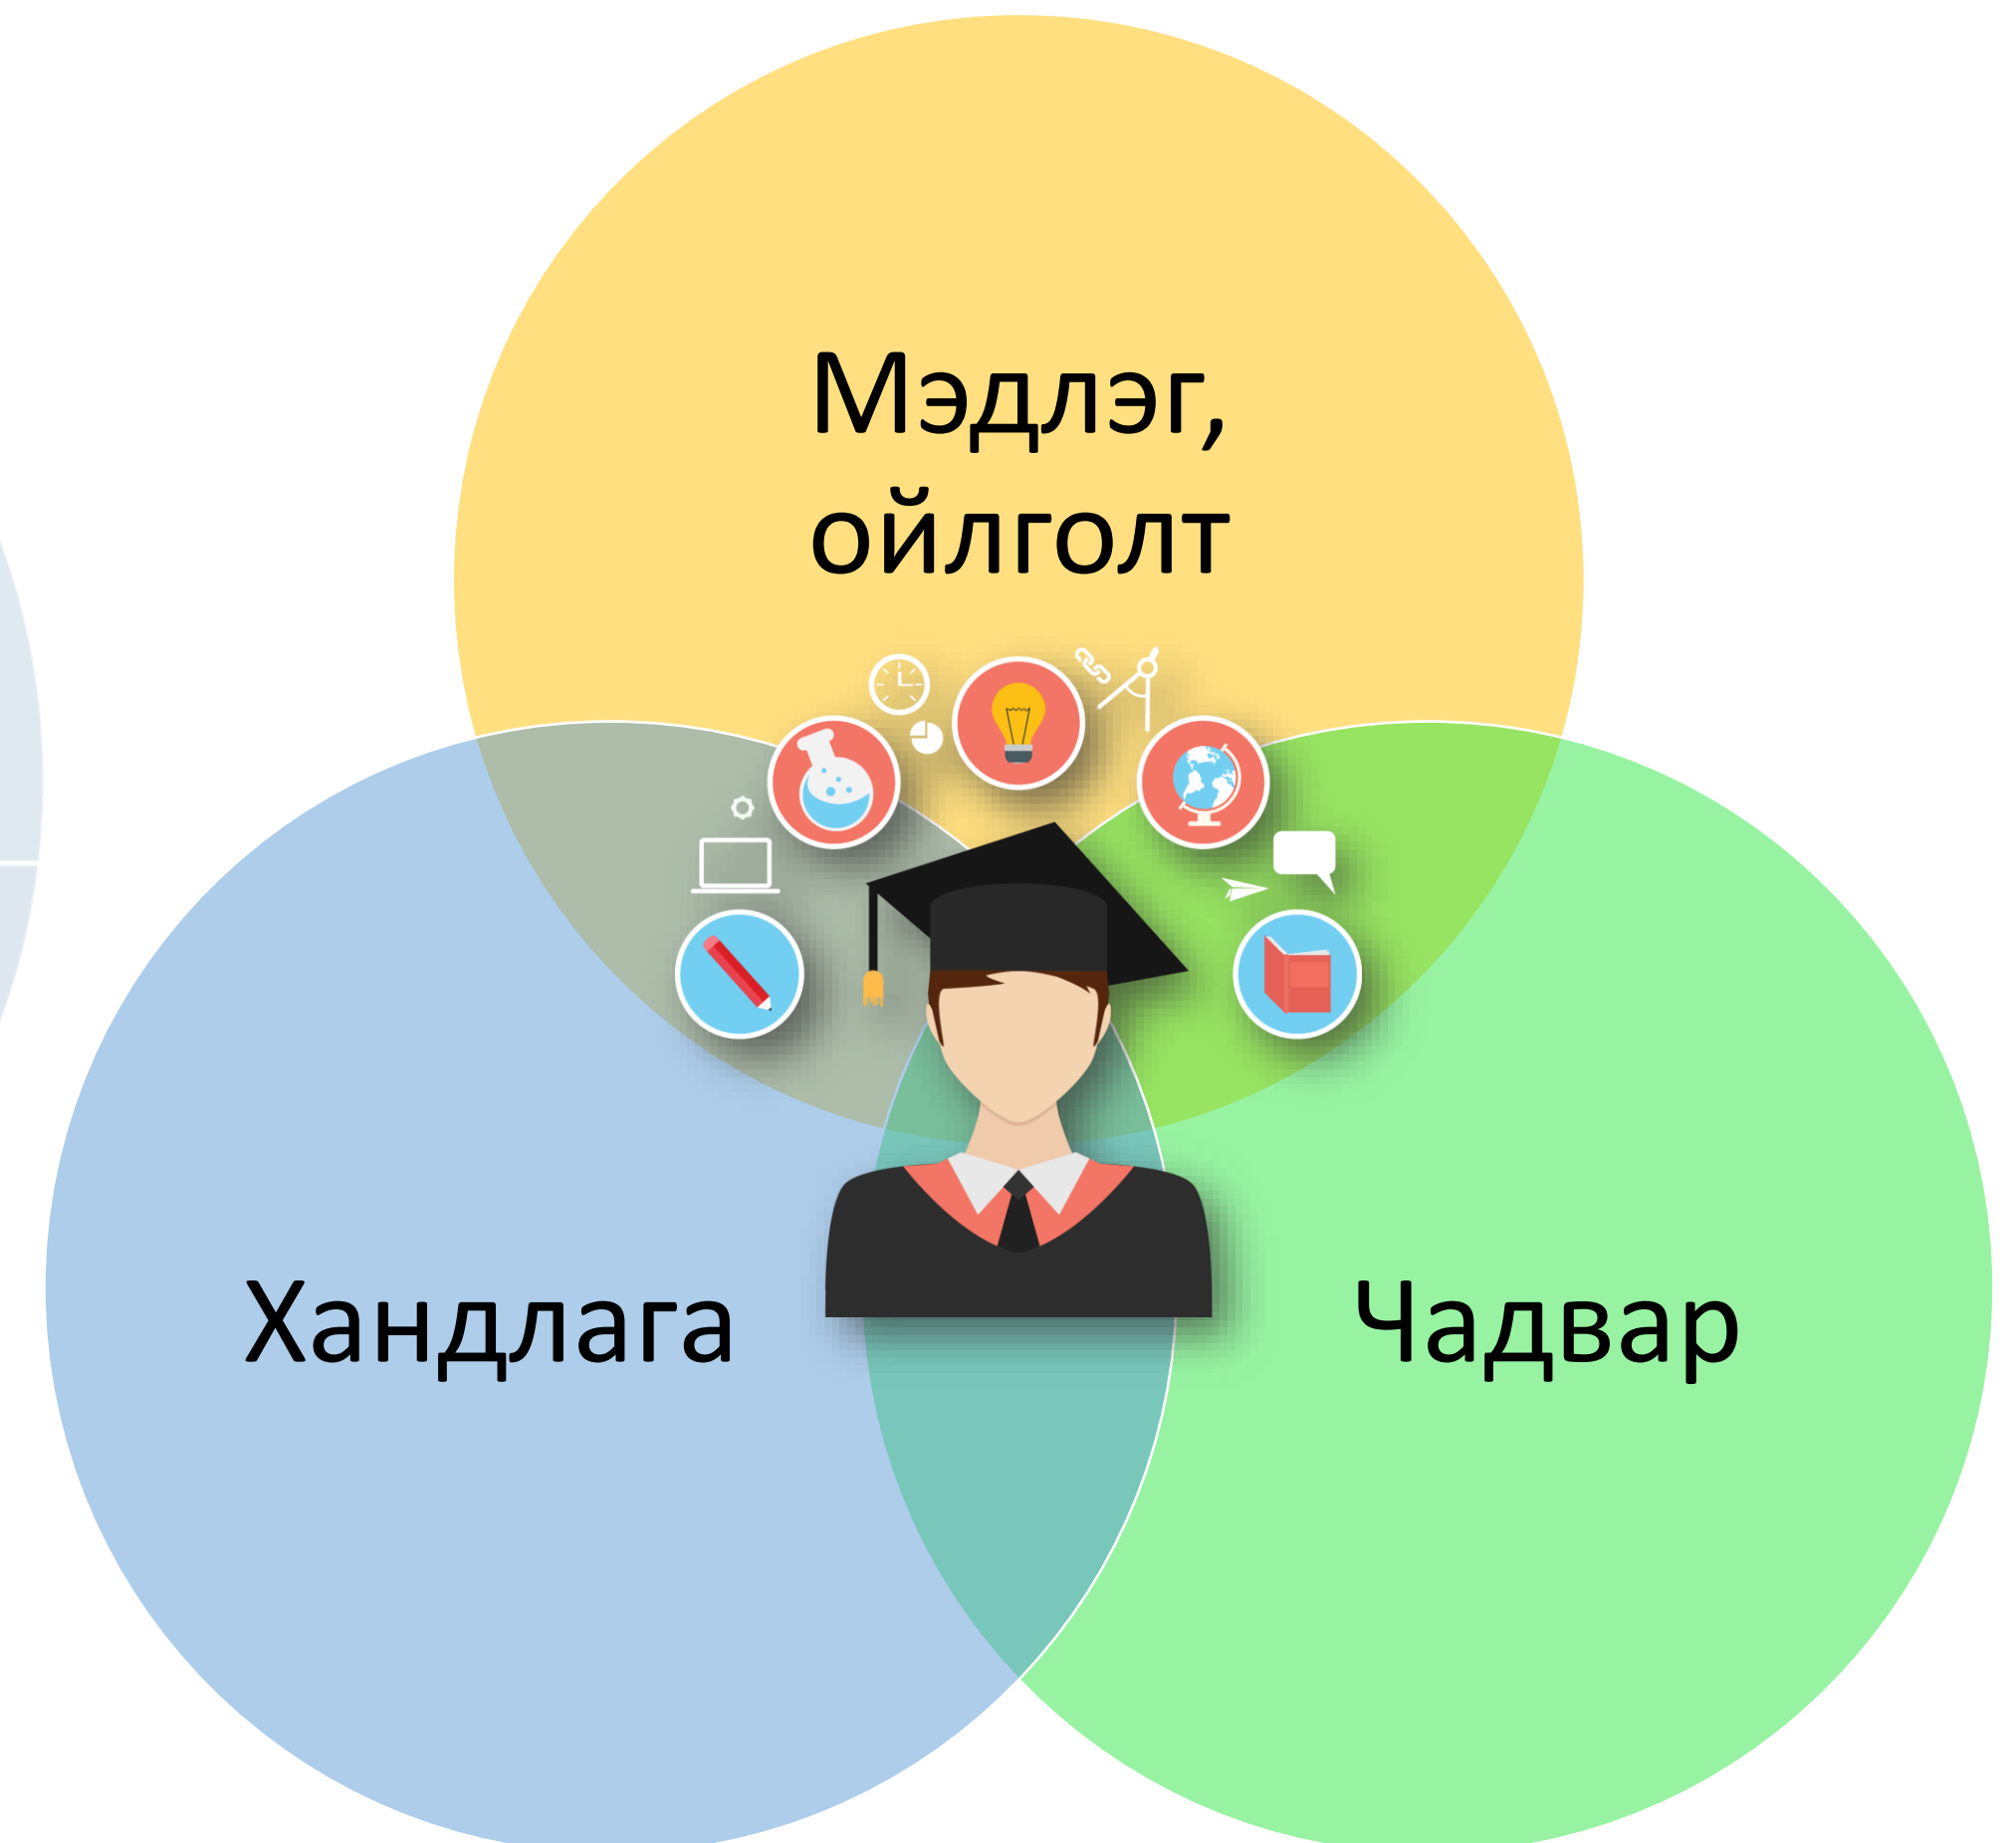 Мэдлэг,
ойлголт
Хандлага
Чадвар